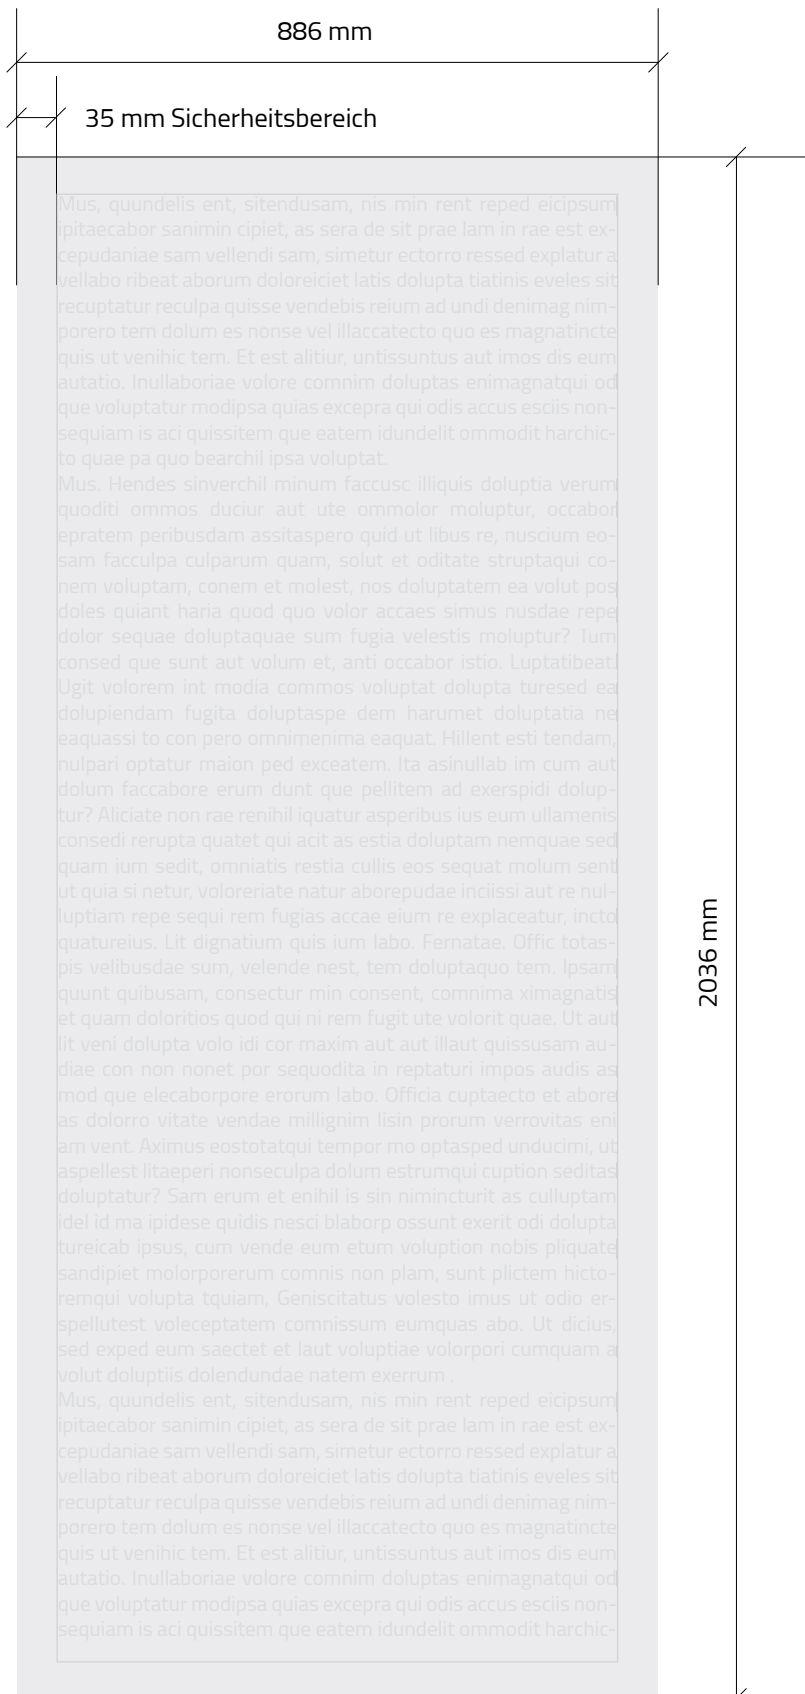 886 mm
35 mm Sicherheitsbereich
Mus, quundelis ent, sitendusam, nis min rent reped eicipsum
ipitaecabor sanimin cipiet, as sera de sit prae lam in rae est ex-
cepudaniae sam vellendi sam, simetur ectorro ressed explatur a
vellabo ribeat aborum doloreiciet latis dolupta tiatinis eveles sit
recuptatur reculpa quisse vendebis reium ad undi denimag nim-
porero tem dolum es nonse vel illaccatecto quo es magnatincte
quis ut venihic tem. Et est alitiur, untissuntus aut imos dis eum
autatio. Inullaboriae volore comnim doluptas enimagnatqui od
que voluptatur modipsa quias excepra qui odis accus esciis non-
sequiam is aci quissitem que eatem idundelit ommodit harchic-
to quae pa quo bearchil ipsa voluptat.
Mus. Hendes sinverchil minum faccusc illiquis doluptia verum
quoditi ommos duciur aut ute ommolor moluptur, occabor
epratem peribusdam assitaspero quid ut libus re, nuscium eo-
sam facculpa culparum quam, solut et oditate struptaqui co-
nem voluptam, conem et molest, nos doluptatem ea volut pos
doles quiant haria quod quo volor accaes simus nusdae repe
dolor sequae doluptaquae sum fugia velestis moluptur? Tum
consed que sunt aut volum et, anti occabor istio. Luptatibeat.
Ugit volorem int modia commos voluptat dolupta turesed ea
dolupiendam fugita doluptaspe dem harumet doluptatia ne
eaquassi to con pero omnimenima eaquat. Hillent esti tendam,
nulpari optatur maion ped exceatem. Ita asinullab im cum aut
dolum faccabore erum dunt que pellitem ad exerspidi dolup-
tur? Aliciate non rae renihil iquatur asperibus ius eum ullamenis
consedi rerupta quatet qui acit as estia doluptam nemquae sed
quam ium sedit, omniatis restia cullis eos sequat molum sent
ut quia si netur, voloreriate natur aborepudae inciissi aut re nul-
luptiam repe sequi rem fugias accae eium re explaceatur, incto
quatureius. Lit dignatium quis ium labo. Fernatae. Offic totas-
pis velibusdae sum, velende nest, tem doluptaquo tem. Ipsam
quunt quibusam, consectur min consent, comnima ximagnatis
et quam doloritios quod qui ni rem fugit ute volorit quae. Ut aut
lit veni dolupta volo idi cor maxim aut aut illaut quissusam au-
diae con non nonet por sequodita in reptaturi impos audis as
mod que elecaborpore erorum labo. Officia cuptaecto et abore
as dolorro vitate vendae millignim lisin prorum verrovitas eni
am vent. Aximus eostotatqui tempor mo optasped unducimi, ut
aspellest litaeperi nonseculpa dolum estrumqui cuption seditas
doluptatur? Sam erum et enihil is sin nimincturit as culluptam
idel id ma ipidese quidis nesci blaborp ossunt exerit odi dolupta
tureicab ipsus, cum vende eum etum voluption nobis pliquate
sandipiet molorporerum comnis non plam, sunt plictem hicto-
remqui volupta tquiam, Geniscitatus volesto imus ut odio er-
spellutest voleceptatem comnissum eumquas abo. Ut dicius,
sed exped eum saectet et laut voluptiae volorpori cumquam a
volut doluptiis dolendundae natem exerrum .
Mus, quundelis ent, sitendusam, nis min rent reped eicipsum
ipitaecabor sanimin cipiet, as sera de sit prae lam in rae est ex-
cepudaniae sam vellendi sam, simetur ectorro ressed explatur a
vellabo ribeat aborum doloreiciet latis dolupta tiatinis eveles sit
recuptatur reculpa quisse vendebis reium ad undi denimag nim-
porero tem dolum es nonse vel illaccatecto quo es magnatincte
quis ut venihic tem. Et est alitiur, untissuntus aut imos dis eum
autatio. Inullaboriae volore comnim doluptas enimagnatqui od
que voluptatur modipsa quias excepra qui odis accus esciis non-
sequiam is aci quissitem que eatem idundelit ommodit harchic-
2036 mm